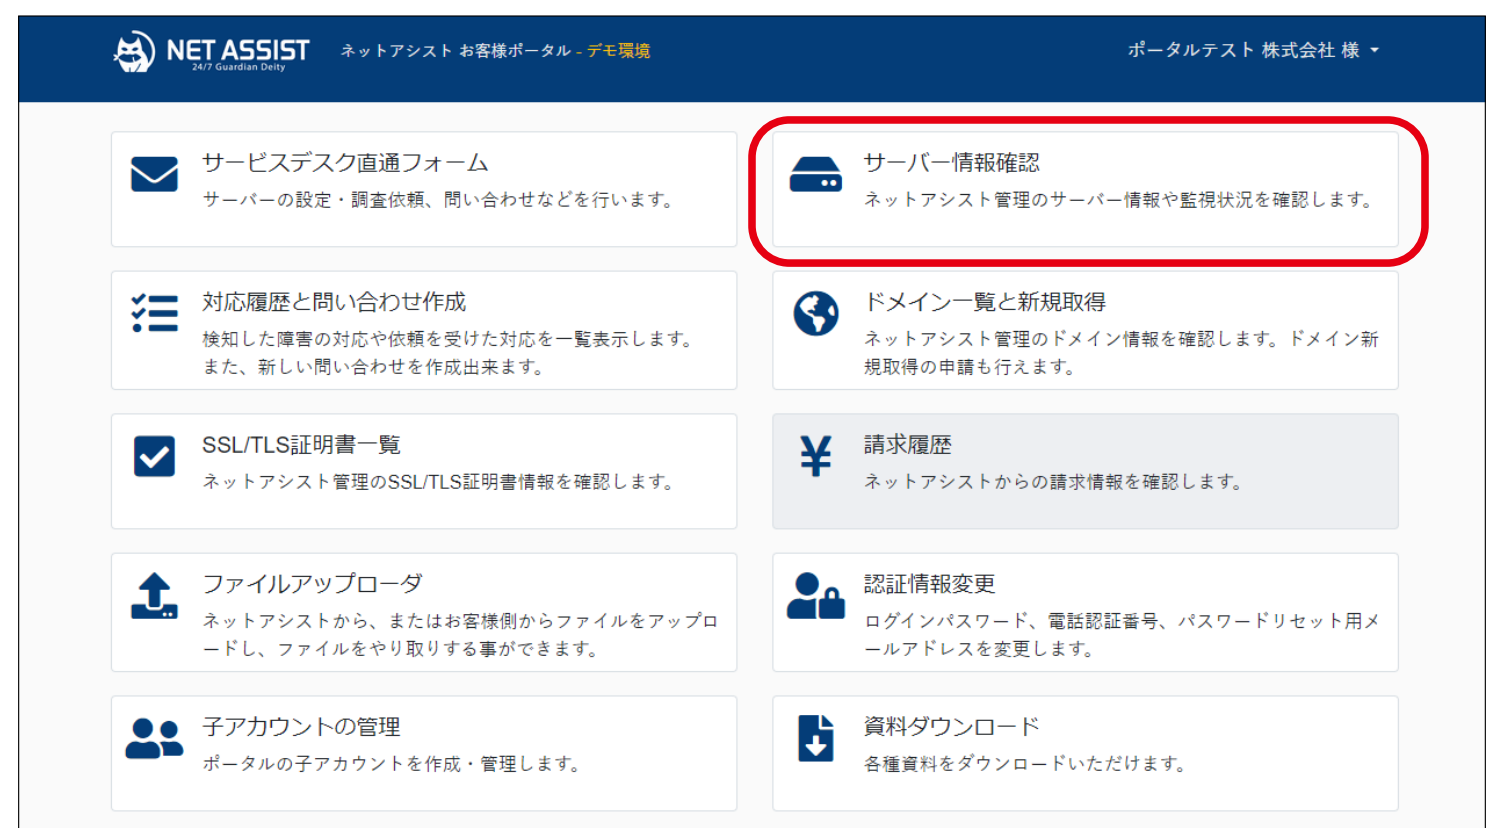 NET ASSIST
24/7 Guardian Deity
ネットアシスト お客様ポータル - デモ環境
ポータルテスト 株式会社 様
サービスデスク直通フォーム
サーバーの設定・調査依頼、問い合わせなどを行います。
サーバー情報確認
ネットアシスト管理のサーバー情報や監視状況を確認します。
対応履歴と問い合わせ作成
検知した障害の対応や依頼を受けた対応を一覧表示します。
また、新しい問い合わせを作成出来ます。
ドメイン一覧と新規取得
ネットアシスト管理のドメイン情報を確認します。ドメイン新
規取得の申請も行えます。
SSL/TLS証明書一覧
ネットアシスト管理のSSL/TLS証明書情報を確認します。
請求履歴
ネットアシストからの請求情報を確認します。
ファイルアップローダ
ネットアシストから、またはお客様側からファイルをアップロ
ードし、ファイルをやり取りする事ができます。
認証情報変更
ログインパスワード、電話認証番号、パスワードリセット用メ
ールアドレスを変更します。
子アカウントの管理
ポータルの子アカウントを作成・管理します。
資料ダウンロード
各種資料をダウンロードいただけます。